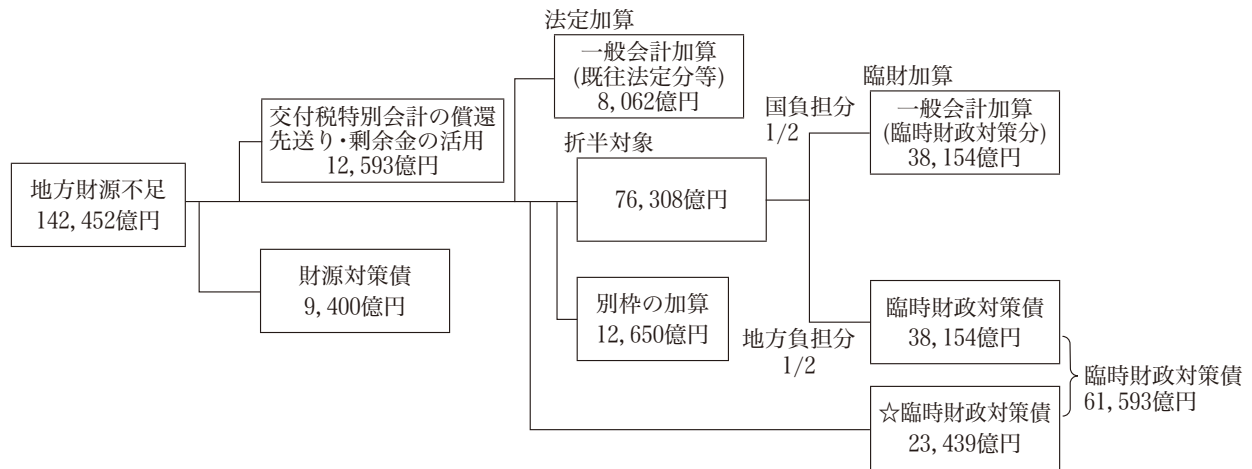 地方財源不足
142,452億円
交付税特別会計の償還
先送り・剰余金の活用
12,593億円
財源対策債
9,400億円
法定加算
一般会計加算
(既往法定分等)
8,062億円
折半対象
76,308億円
別枠の加算
12,650億円
国負担分
1/2
臨財加算
一般会計加算
(臨時財政対策分)
38,154億円
地方負担分
1/2
臨時財政対策債
38,154億円
☆臨時財政対策債
23,439億円
臨時財政対策債
61,593億円